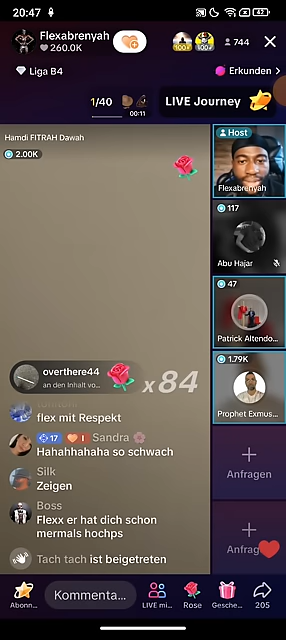 20:47
42
Flexabrenyah
260.0K
100+
100+
744
Liga B4
Erkunden
1/40
00:11
LIVE Journey
Hamdi FITRAH Dawah
2.00K
Host
Flexabrenyah
117
Abu Hajar
47
Patrick Altendo...
1.79K
Prophet Exmus...
Anfragen
overthere44
an den Inhalt vo...
x84
flex mit Respekt
17 I Sandra
Hahahhahaha so schwach
Silk
Zeigen
Boss
Flexx er hat dich schon
mermals hochps
Tach tach ist beigetreten
Abonn...
Kommenta...
LIVE mi...
Rose
Gesche...
205